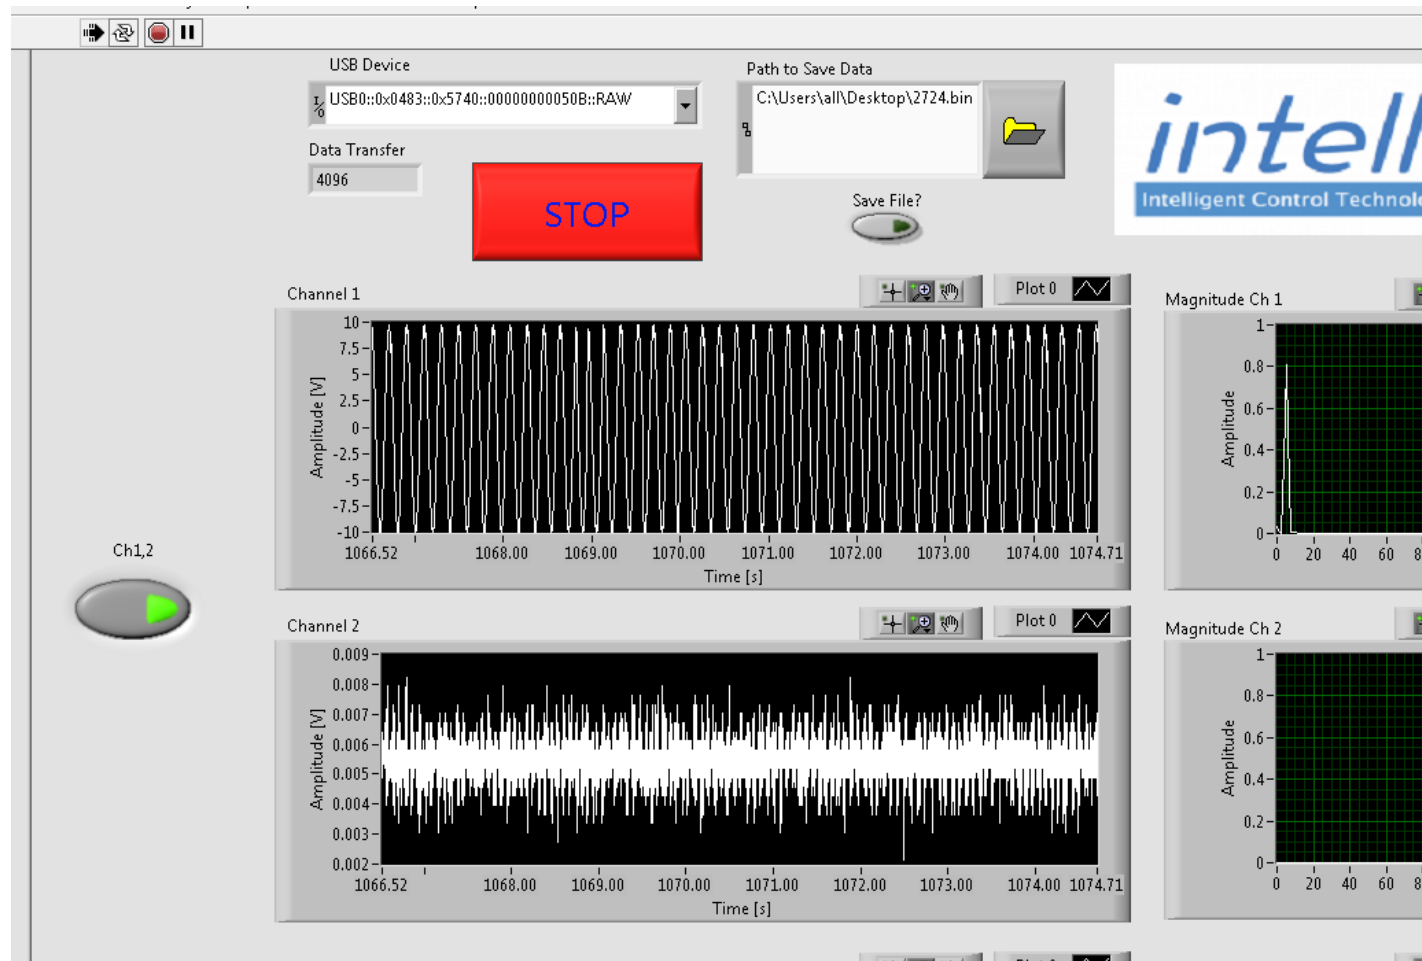 USB Device
USB0::0x0483::0x5740::00000000050B::RAW
Data Transfer
4096
STOP
Path to Save Data
C:\Users\all\Desktop\2724.bin
Save File?
intell
Intelligent Control Technolo
Ch1,2
Channel 1
Plot 0
Amplitude [V]
10
7.5
5
2.5
0
-2.5
-5
-7.5
-10
1066.52 1068.00 1069.00 1070.00 1071.00 1072.00 1073.00 1074.00 1074.71
Time [s]
Magnitude Ch 1
Amplitude
1
0.8
0.6
0.4
0.2
0
0 20 40 60 8
Channel 2
Plot 0
Amplitude [V]
0.009
0.008
0.007
0.006
0.005
0.004
0.003
0.002
1066.52 1068.00 1069.00 1070.00 1071.00 1072.00 1073.00 1074.00 1074.71
Time [s]
Magnitude Ch 2
Amplitude
1
0.8
0.6
0.4
0.2
0
0 20 40 60 8